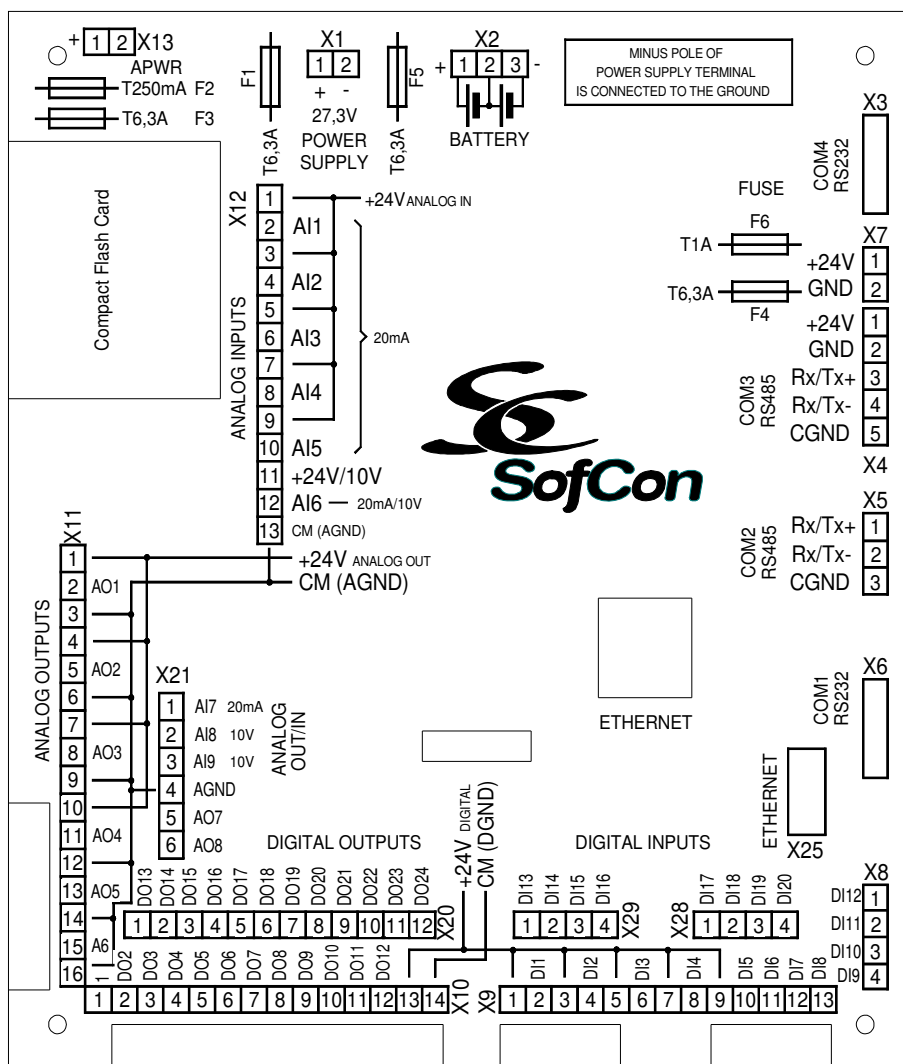 + 1 2 X13
APWR
T250mA F2
T6,3A F3
F1
T6,3A
X1
1 2
+ -
27,3V
POWER
SUPPLY
F5
T6,3A
X2
+ 1 2 3 -
BATTERY
MINUS POLE OF
POWER SUPPLY TERMINAL
IS CONNECTED TO THE GROUND
X3
COM4
RS232
FUSE
F6
T1A
T6,3A
F4
X7
+24V 1
GND 2
+24V 1
GND 2
Rx/Tx+ 3
Rx/Tx- 4
CGND 5
COM3
RS485
X4
X5
Rx/Tx+ 1
Rx/Tx- 2
CGND 3
COM2
RS485
X6
COM1
RS232
Compact Flash Card
X12
ANALOG INPUTS
1 +24V ANALOG IN
2 AI1
3
4 AI2
5
6 AI3
7
8 AI4
9
10 AI5
20mA
11 +24V/10V
12 AI6 20mA/10V
13 CM (AGND)
+24V ANALOG OUT
CM (AGND)
SofCon
X11
ANALOG OUTPUTS
1
2 AO1
3
4
5 AO2
6
7
8 AO3
9
10
11 AO4
12
13 AO5
14
15 A6
16
X21
1 AI7 20mA
2 AI8 10V
3 AI9 10V
4 AGND
5 AO7
6 AO8
ANALOG
OUT/IN
ETHERNET
ETHERNET
X25
DIGITAL OUTPUTS
+24V DIGITAL
CM (DGND)
DIGITAL INPUTS
DO13 DO14 DO15 DO16 DO17 DO18 DO19 DO20 DO21 DO22 DO23 DO24
1 2 3 4 5 6 7 8 9 10 11 12 X20
DI13 DI14 DI15 DI16
1 2 3 4 X29
DI17 DI18 DI19 DI20
X28 1 2 3 4
X8
DI12 1
DI11 2
DI10 3
DI9 4
1 DO2 DO3 DO4 DO5 DO6 DO7 DO8 DO9 DO10 DO11 DO12
1 2 3 4 5 6 7 8 9 10 11 12 13 14 X10
DI1 DI2 DI3 DI4 DI5 DI6 DI7 DI8
X9 1 2 3 4 5 6 7 8 9 10 11 12 13